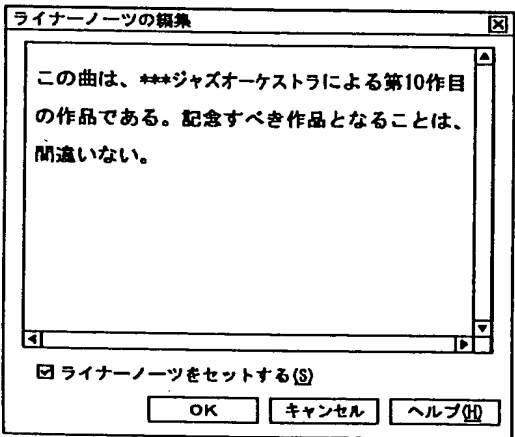 ライナーノーツの編集
この曲は、***ジャズオーケストラによる第10作目
の作品である。記念すべき作品となることは、
間違いない。
ライナーノーツをセットする(S)
OK キャンセル ヘルプ(H)